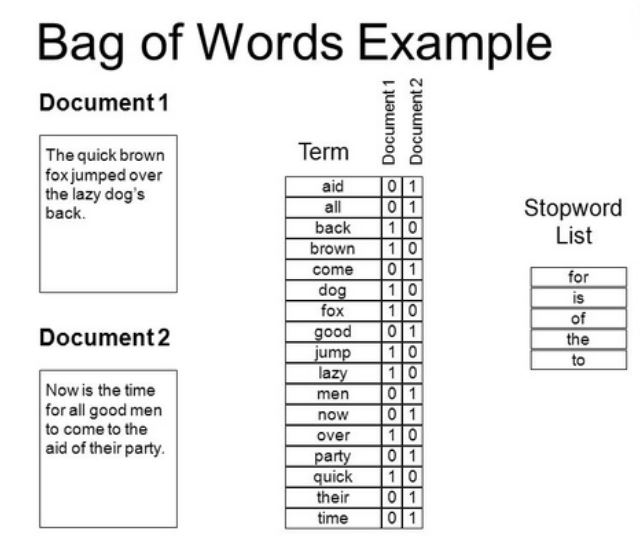 Bag of Words Example
Document 1
The quick brown
fox jumped over
the lazy dog's
back.
Document 2
Now is the time
for all good men
to come to the
aid of their party.
Term Document 1 Document 2
aid 0 1
all 0 1
back 1 0
brown 1 0
come 0 1
dog 1 0
fox 1 0
good 0 1
jump 1 0
lazy 1 0
men 0 1
now 0 1
over 1 0
party 0 1
quick 1 0
their 0 1
time 0 1
Stopword
List
for
is
of
the
to